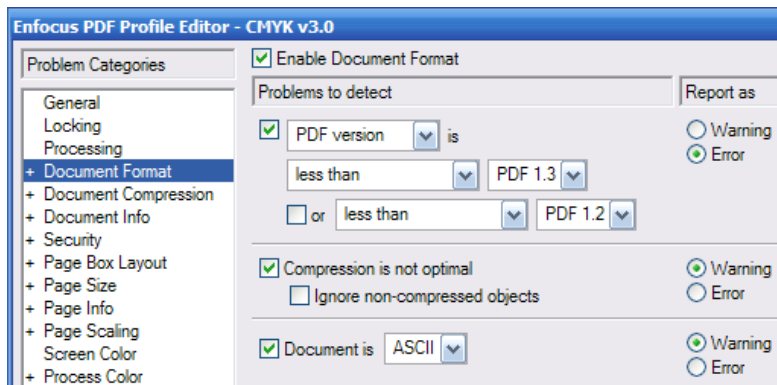 Enfocus PDF Profile Editor - CMYK v3.0
Problem Categories
General
Locking
Processing
+ Document Format
+ Document Compression
+ Document Info
+ Security
+ Page Box Layout
+ Page Size
+ Page Info
+ Page Scaling
Screen Color
+ Process Color
Enable Document Format
Problems to detect
Report as
PDF version is
Warning
less than PDF 1.3
Error
or less than PDF 1.2
Compression is not optimal
Warning
Ignore non-compressed objects
Error
Document is ASCII
Warning
Error